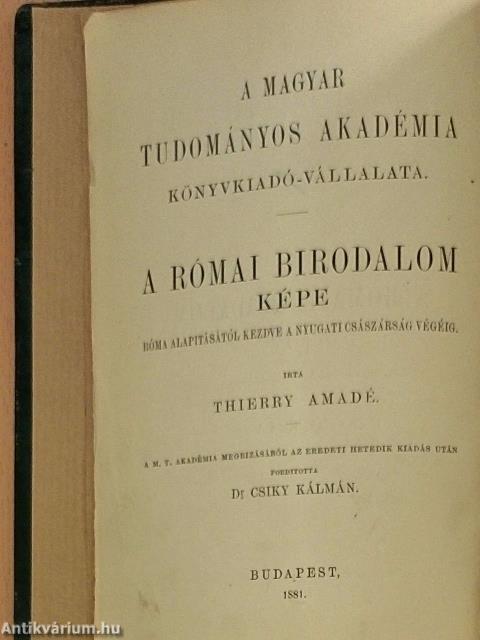 A MAGYAR
TUDOMÁNYOS AKADÉMIA
KÖNYVKIADÓ-VÁLLALATA.
A RÓMAI BIRODALOM
KÉPE
RÓMA ALAPITÁSÁTÓL KEZDVE A NYUGATI CSÁSZÁRSÁG VÉGÉIG.
IRTA
THIERRY AMADÉ.
A M. T. AKADÉMIA MEGBIZÁSÁBÓL AZ EREDETI HETEDIK KIADÁS UTÁN
FORDITOTTA
Dr CSIKY KÁLMÁN.
BUDAPEST,
1881.
Antikvárium.hu